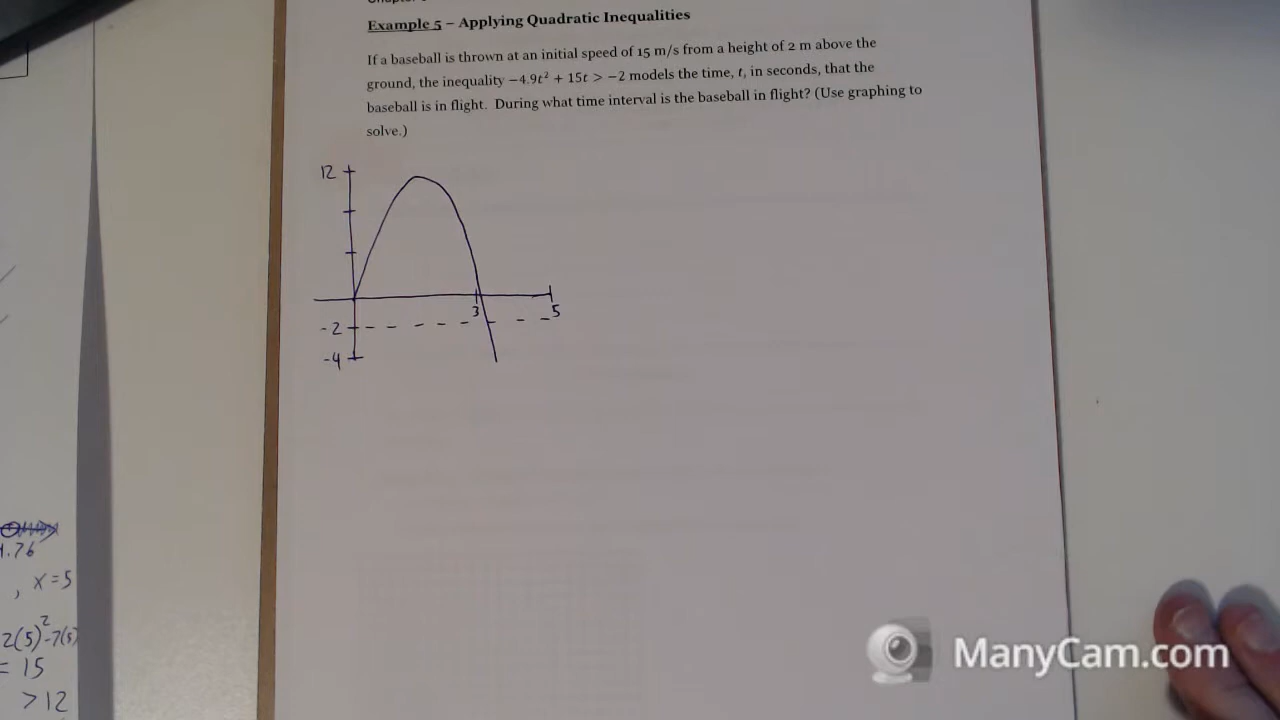 Example 5 – Applying Quadratic Inequalities
If a baseball is thrown at an initial speed of 15 m/s from a height of 2 m above the
ground, the inequality −4.9t² + 15t > −2 models the time, t, in seconds, that the
baseball is in flight. During what time interval is the baseball in flight? (Use graphing to
solve.)
12
3
5
-2
-4
1.76
, x=5
2(5)²-7(5)
= 15
>12
ManyCam.com